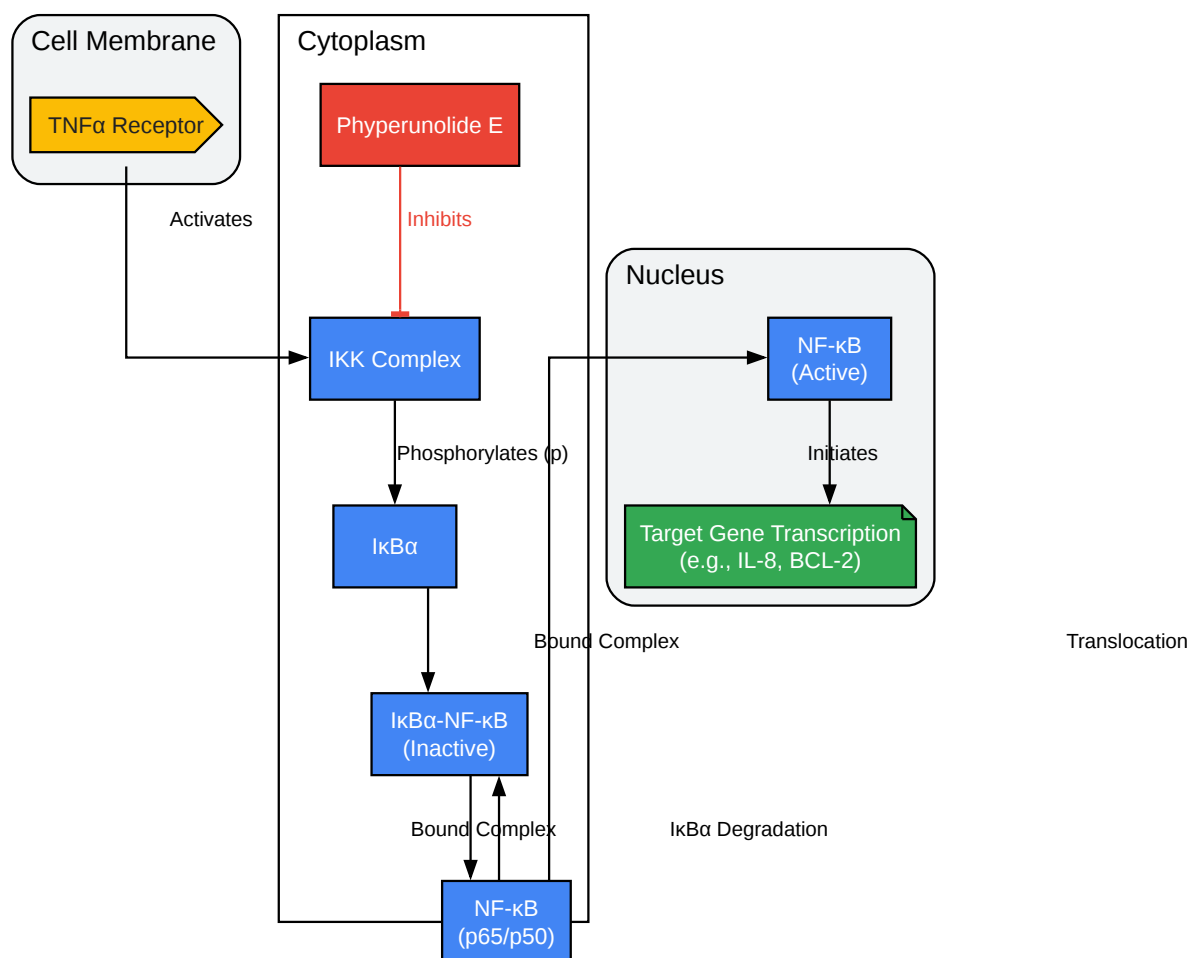 Cell Membrane
Cytoplasm
TNFα Receptor
Phyperunolide E
Activates
Inhibits
Nucleus
IKK Complex
NF-κB
(Active)
Phosphorylates (p)
Initiates
IκBα
Target Gene Transcription
(e.g., IL-8, BCL-2)
Bound Complex
Translocation
IκBα-NF-κB
(Inactive)
Bound Complex
IκBα Degradation
NF-κB
(p65/p50)